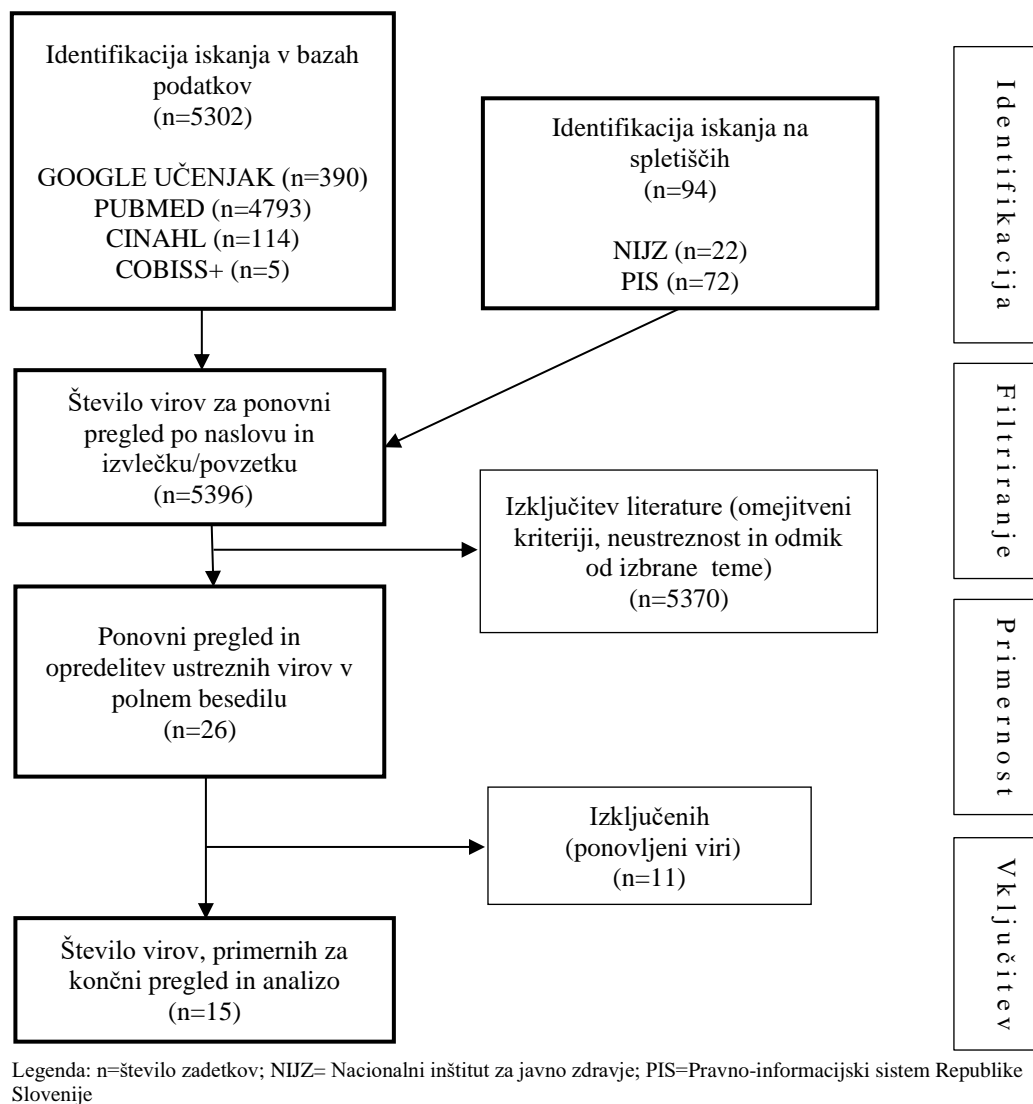 Identifikacija iskanja v bazah
podatkov
(n=5302)
GOOGLE UČENJAK (n=390)
PUBMED (n=4793)
CINAHL (n=114)
COBISS+ (n=5)
Identifikacija iskanja na
spletiščih
(n=94)
NIJZ (n=22)
PIS (n=72)
Identifikacija
Število virov za ponovni
pregled po naslovu in
izvlečku/povzetku
(n=5396)
Filtriranje
Izključitev literature (omejitveni
kriteriji, neustreznost in odmik
od izbrane teme)
(n=5370)
Ponovni pregled in
opredelitev ustreznih virov v
polnem besedilu
(n=26)
Primernost
Izključenih
(ponovljeni viri)
(n=11)
Število virov, primernih za
končni pregled in analizo
(n=15)
Vključitev
Legenda: n=število zadetkov; NIJZ= Nacionalni inštitut za javno zdravje; PIS=Pravno-informacijski sistem Republike
Slovenije